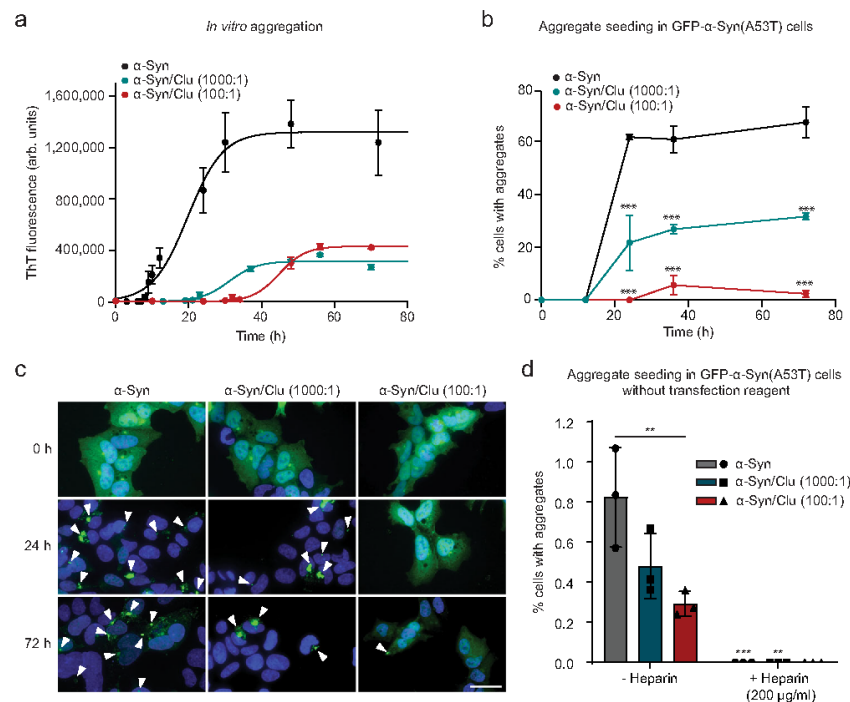 a
In vitro aggregation
α-Syn
α-Syn/Clu (1000:1)
α-Syn/Clu (100:1)
ThT fluorescence (arb. units)
1,600,000
1,200,000
800,000
400,000
0
0 20 40 60 80
Time (h)
b
Aggregate seeding in GFP-α-Syn(A53T) cells
α-Syn
α-Syn/Clu (1000:1)
α-Syn/Clu (100:1)
% cells with aggregates
80
60
40
20
0
*** *** ***
*** *** ***
0 20 40 60 80
Time (h)
c
α-Syn α-Syn/Clu (1000:1) α-Syn/Clu (100:1)
0 h
24 h
72 h
d
Aggregate seeding in GFP-α-Syn(A53T) cells
without transfection reagent
% cells with aggregates
1.2
1.0
0.8
0.6
0.4
0.2
0.0
**
α-Syn
α-Syn/Clu (1000:1)
α-Syn/Clu (100:1)
*** **
- Heparin + Heparin
(200 μg/ml)